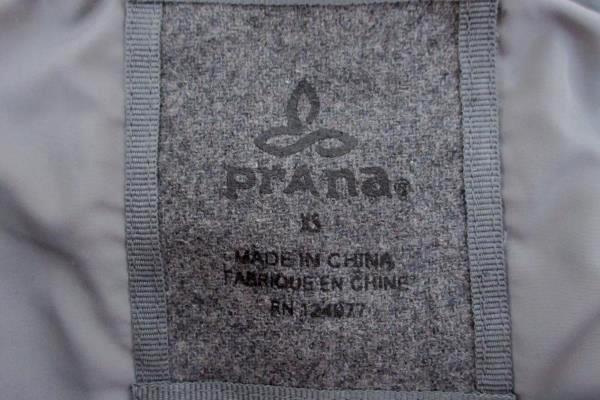 prAna®
XS
MADE IN CHINA
FABRIQUE EN CHINE
RN 124077